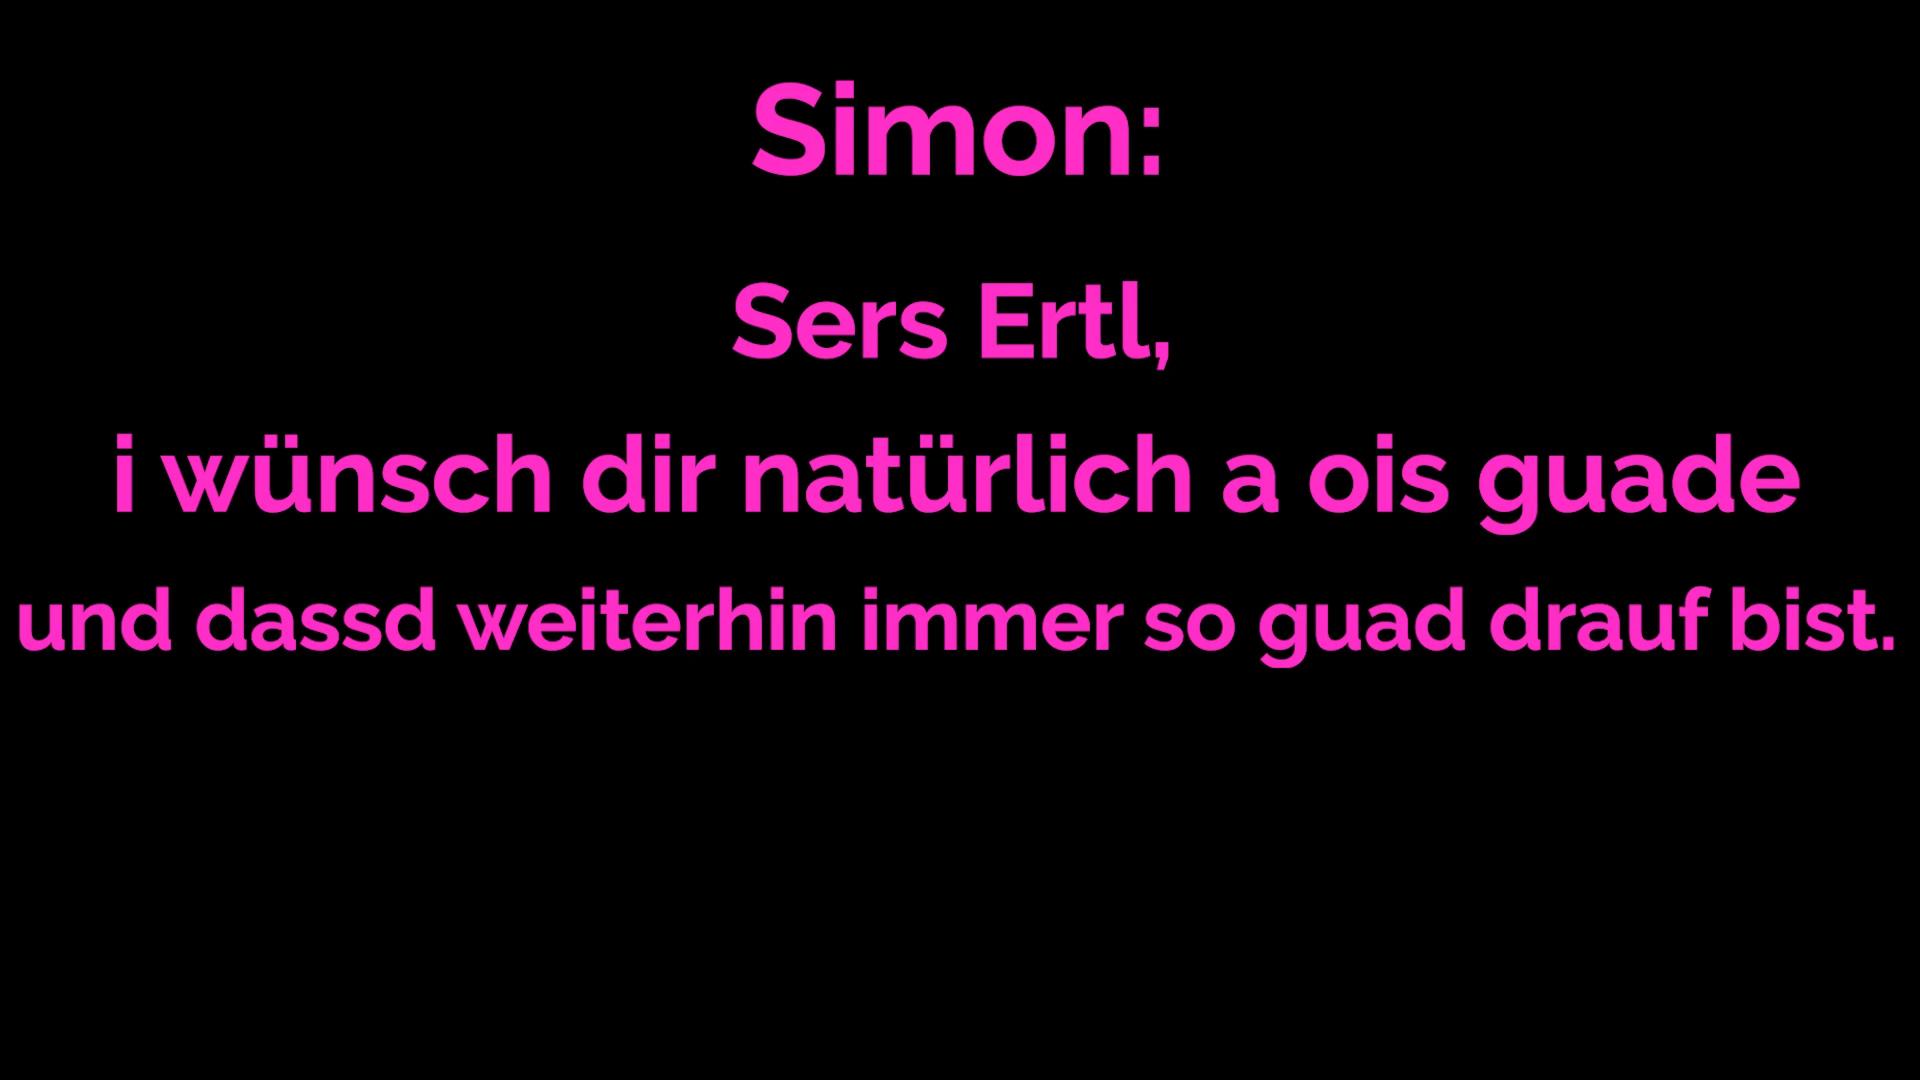 Simon:
Sers Ertl,
i wünsch dir natürlich a ois guade
und dassd weiterhin immer so guad drauf bist.